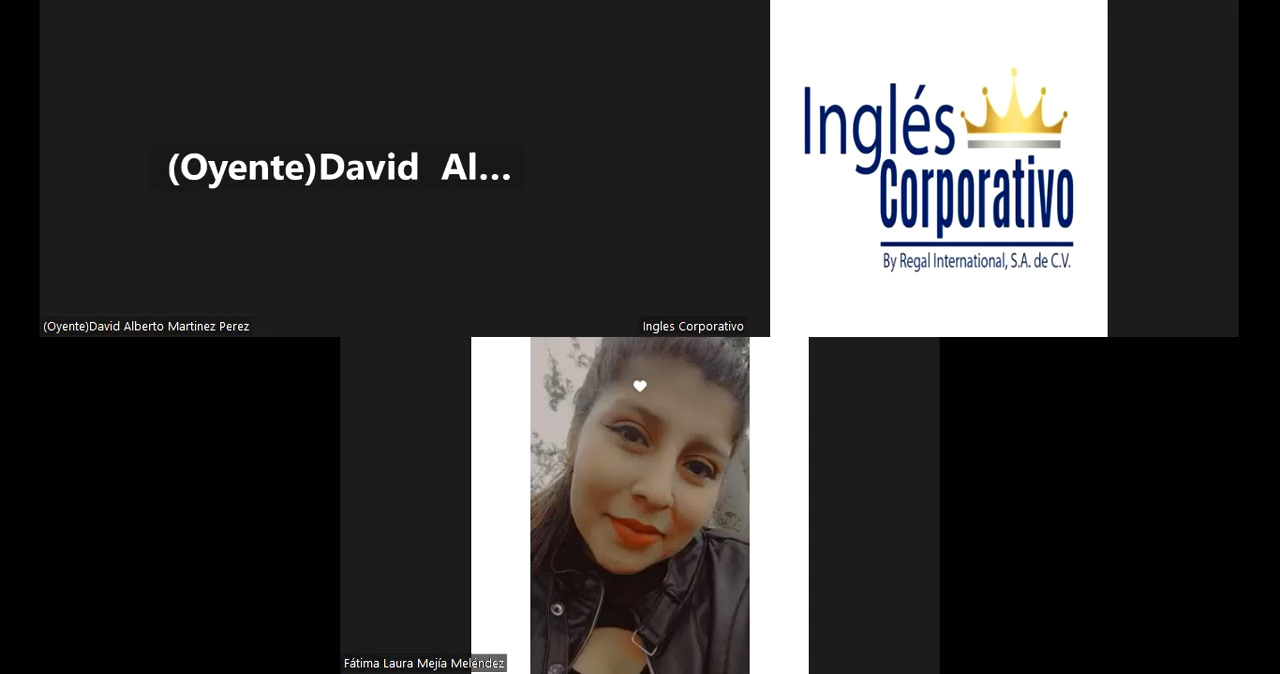 (Oyente)David Al...
Inglés
Corporativo
By Regal International, S.A. de C.V.
(Oyente)David Alberto Martinez Perez
Ingles Corporativo
Fátima Laura Mejía Meléndez